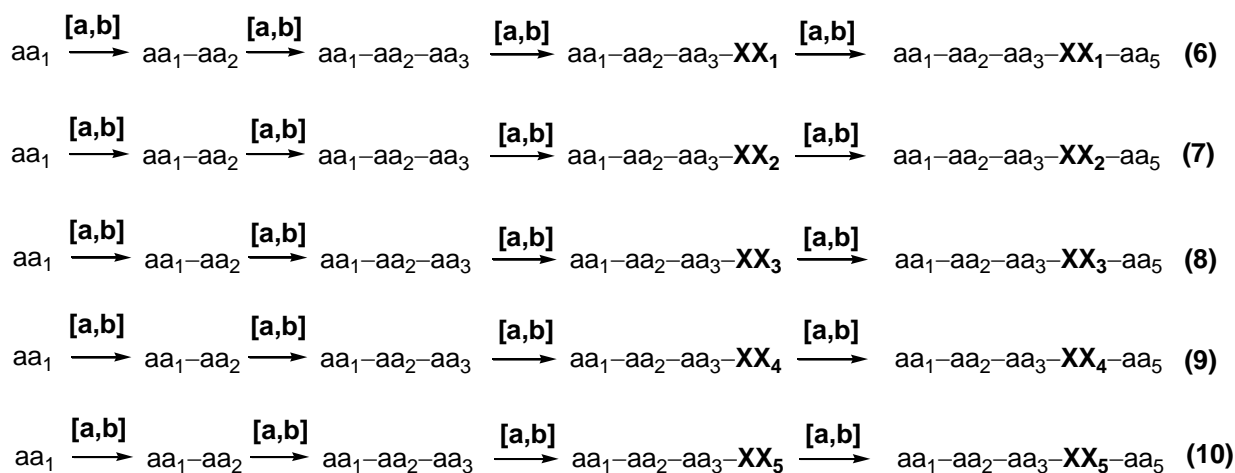 [a,b] [a,b] [a,b] [a,b]
aa₁ aa₁–aa₂ aa₁–aa₂–aa₃ aa₁–aa₂–aa₃–XX₁ aa₁–aa₂–aa₃–XX₁–aa₅ (6)
[a,b] [a,b] [a,b] [a,b]
aa₁ aa₁–aa₂ aa₁–aa₂–aa₃ aa₁–aa₂–aa₃–XX₂ aa₁–aa₂–aa₃–XX₂–aa₅ (7)
[a,b] [a,b] [a,b] [a,b]
aa₁ aa₁–aa₂ aa₁–aa₂–aa₃ aa₁–aa₂–aa₃–XX₃ aa₁–aa₂–aa₃–XX₃–aa₅ (8)
[a,b] [a,b] [a,b] [a,b]
aa₁ aa₁–aa₂ aa₁–aa₂–aa₃ aa₁–aa₂–aa₃–XX₄ aa₁–aa₂–aa₃–XX₄–aa₅ (9)
[a,b] [a,b] [a,b] [a,b]
aa₁ aa₁–aa₂ aa₁–aa₂–aa₃ aa₁–aa₂–aa₃–XX₅ aa₁–aa₂–aa₃–XX₅–aa₅ (10)